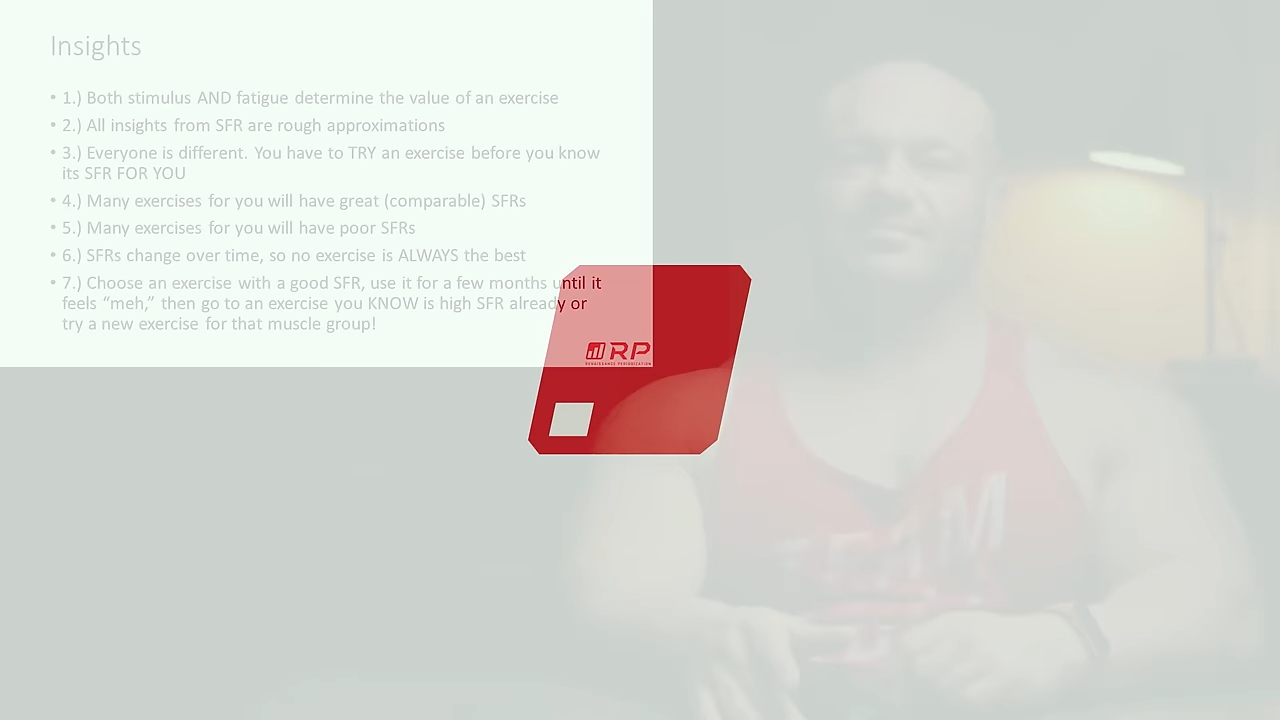 Insights
• 1.) Both stimulus AND fatigue determine the value of an exercise
• 2.) All insights from SFR are rough approximations
• 3.) Everyone is different. You have to TRY an exercise before you know
its SFR FOR YOU
• 4.) Many exercises for you will have great (comparable) SFRs
• 5.) Many exercises for you will have poor SFRs
• 6.) SFRs change over time, so no exercise is ALWAYS the best
• 7.) Choose an exercise with a good SFR, use it for a few months until it
feels “meh,” then go to an exercise you KNOW is high SFR already or
try a new exercise for that muscle group!
RP
RENAISSANCE PERIODIZATION